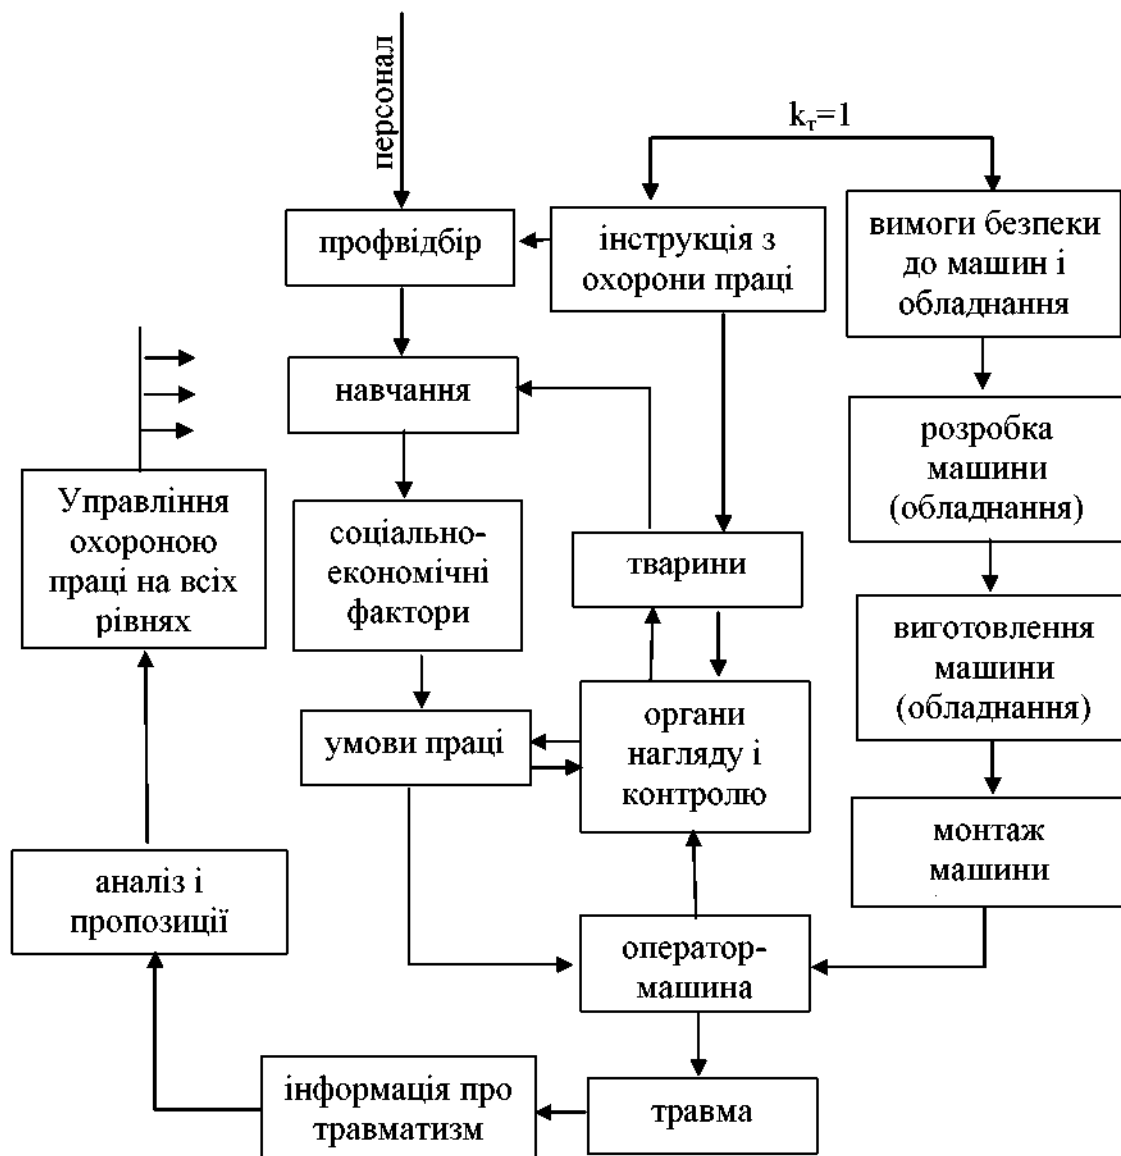 персонал
kт=1
профвідбір
інструкція з
охорони праці
вимоги безпеки
до машин і
обладнання
навчання
розробка
машини
(обладнання)
Управління
охороною
праці на всіх
рівнях
соціально-
економічні
фактори
тварини
виготовлення
машини
(обладнання)
умови праці
органи
нагляду і
контролю
монтаж
машини
аналіз і
пропозиції
оператор-
машина
інформація про
травматизм
травма